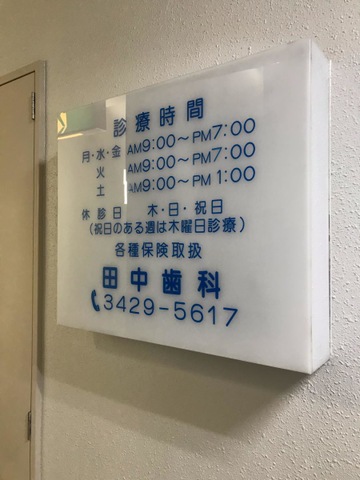 診療時間
月・水・金 AM9:00〜PM7:00
火 AM9:00〜PM7:00
土 AM9:00〜PM 1:00
休診日 木・日・祝日
(祝日のある週は木曜日診療)
各種保険取扱
田中歯科
3429-5617